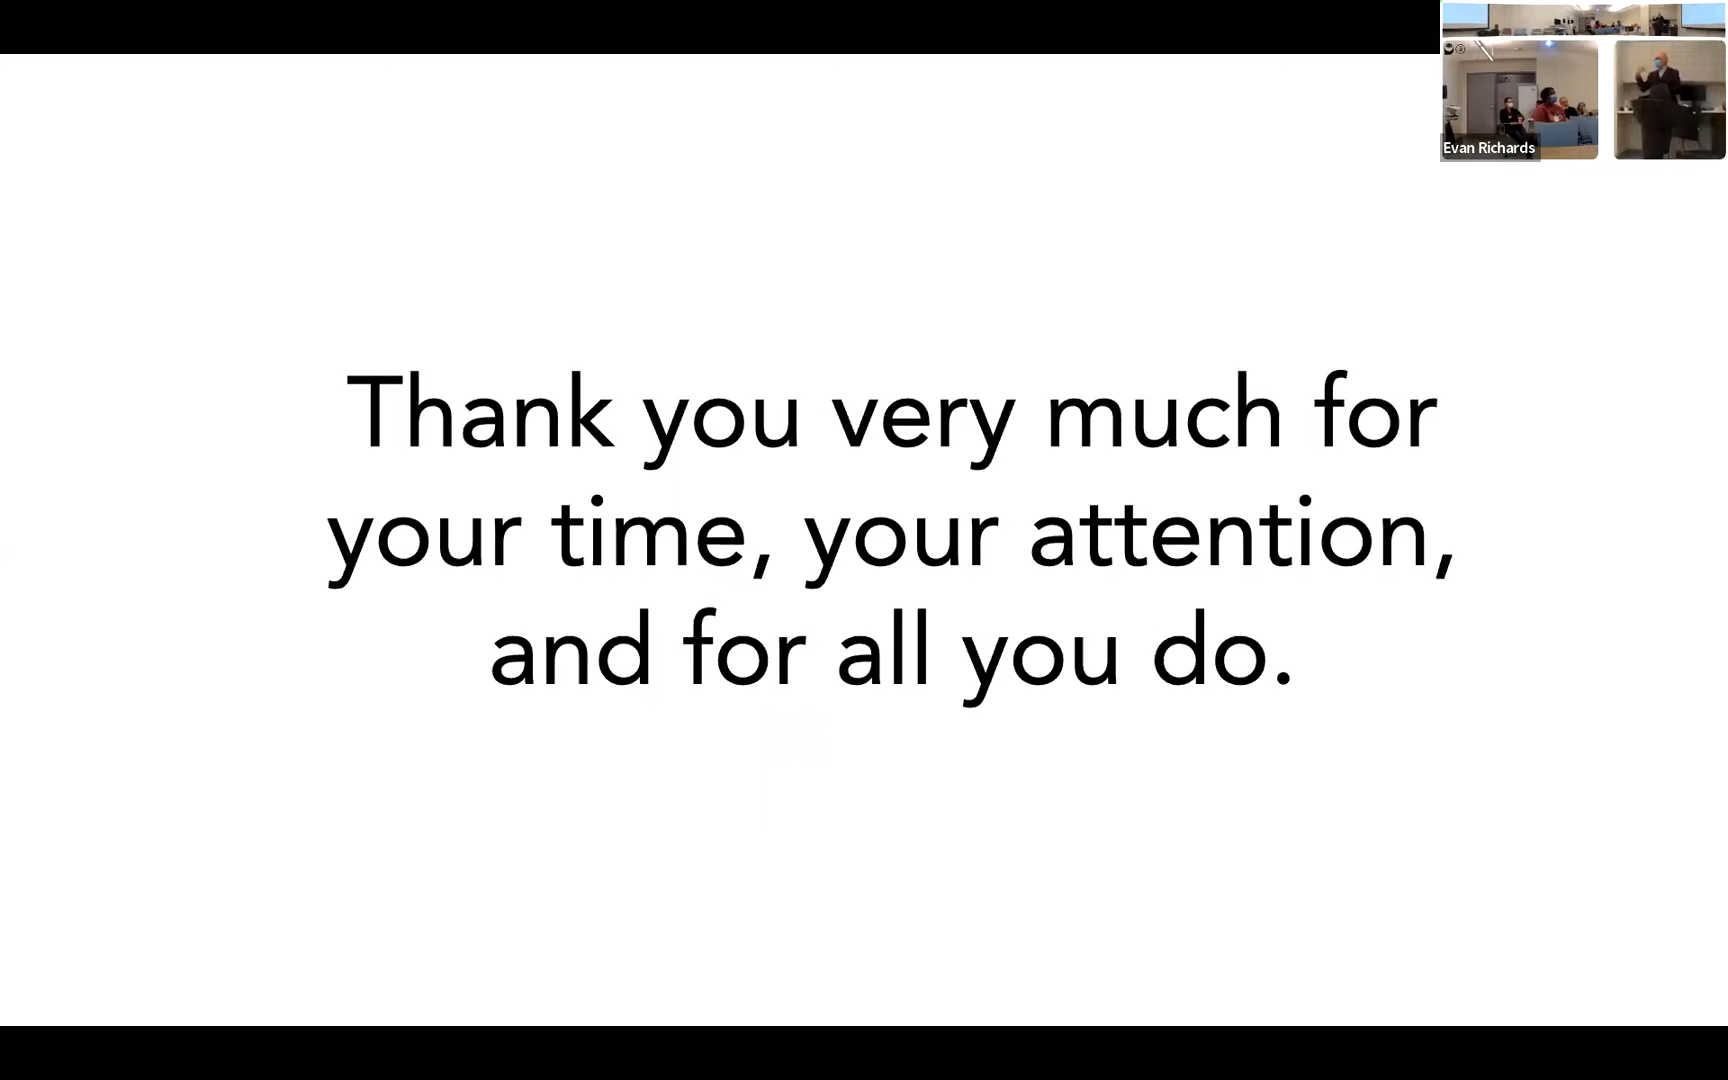 Evan Richards
Thank you very much for
your time, your attention,
and for all you do.